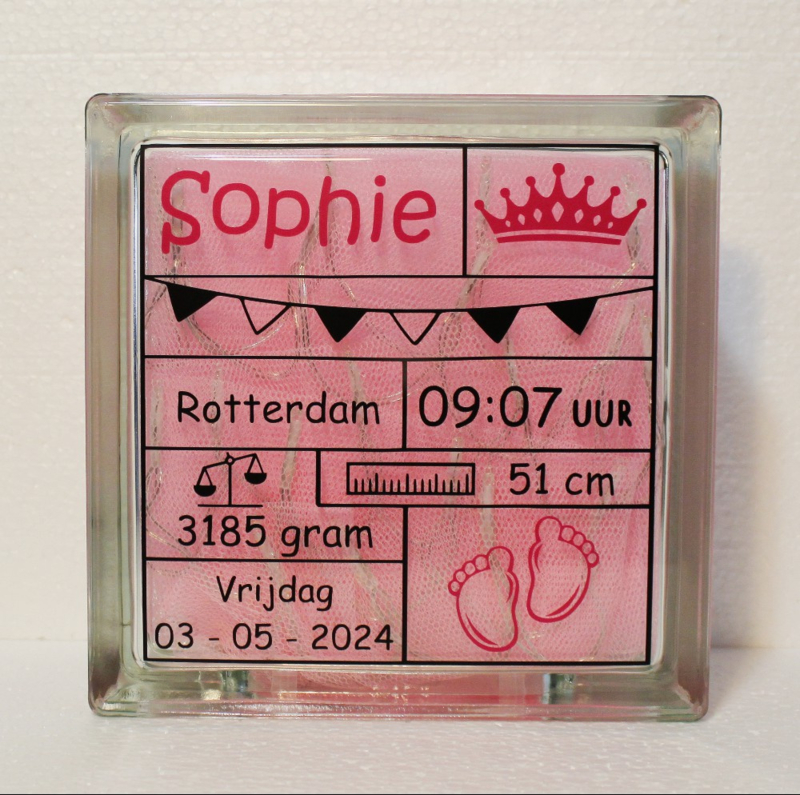 Sophie
Rotterdam
09:07 UUR
51 cm
3185 gram
Vrijdag
03 - 05 - 2024